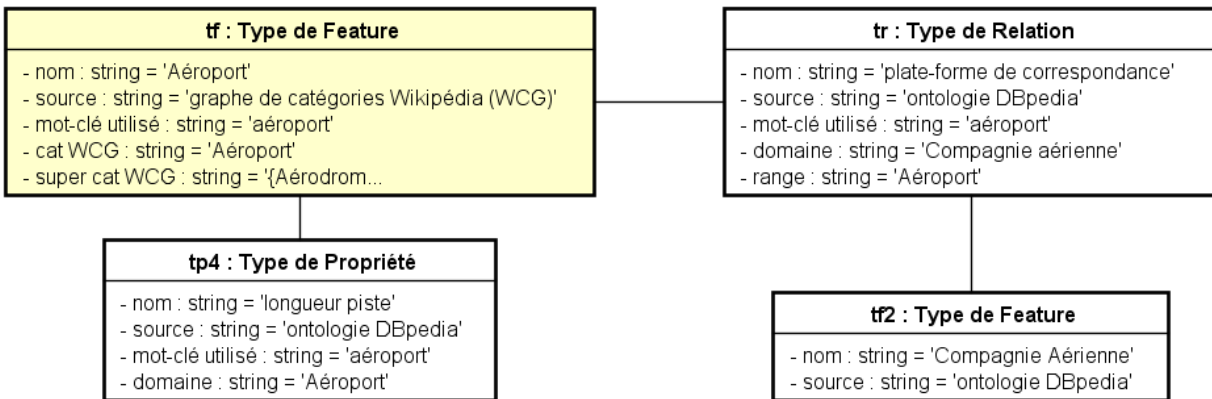 tf : Type de Feature
- nom : string = 'Aéroport'
- source : string = 'graphe de catégories Wikipédia (WCG)'
- mot-clé utilisé : string = 'aéroport'
- cat WCG : string = 'Aéroport'
- super cat WCG : string = '{Aérodrom...
tr : Type de Relation
- nom : string = 'plate-forme de correspondance'
- source : string = 'ontologie DBpedia'
- mot-clé utilisé : string = 'aéroport'
- domaine : string = 'Compagnie aérienne'
- range : string = 'Aéroport'
tp4 : Type de Propriété
- nom : string = 'longueur piste'
- source : string = 'ontologie DBpedia'
- mot-clé utilisé : string = 'aéroport'
- domaine : string = 'Aéroport'
tf2 : Type de Feature
- nom : string = 'Compagnie Aérienne'
- source : string = 'ontologie DBpedia'